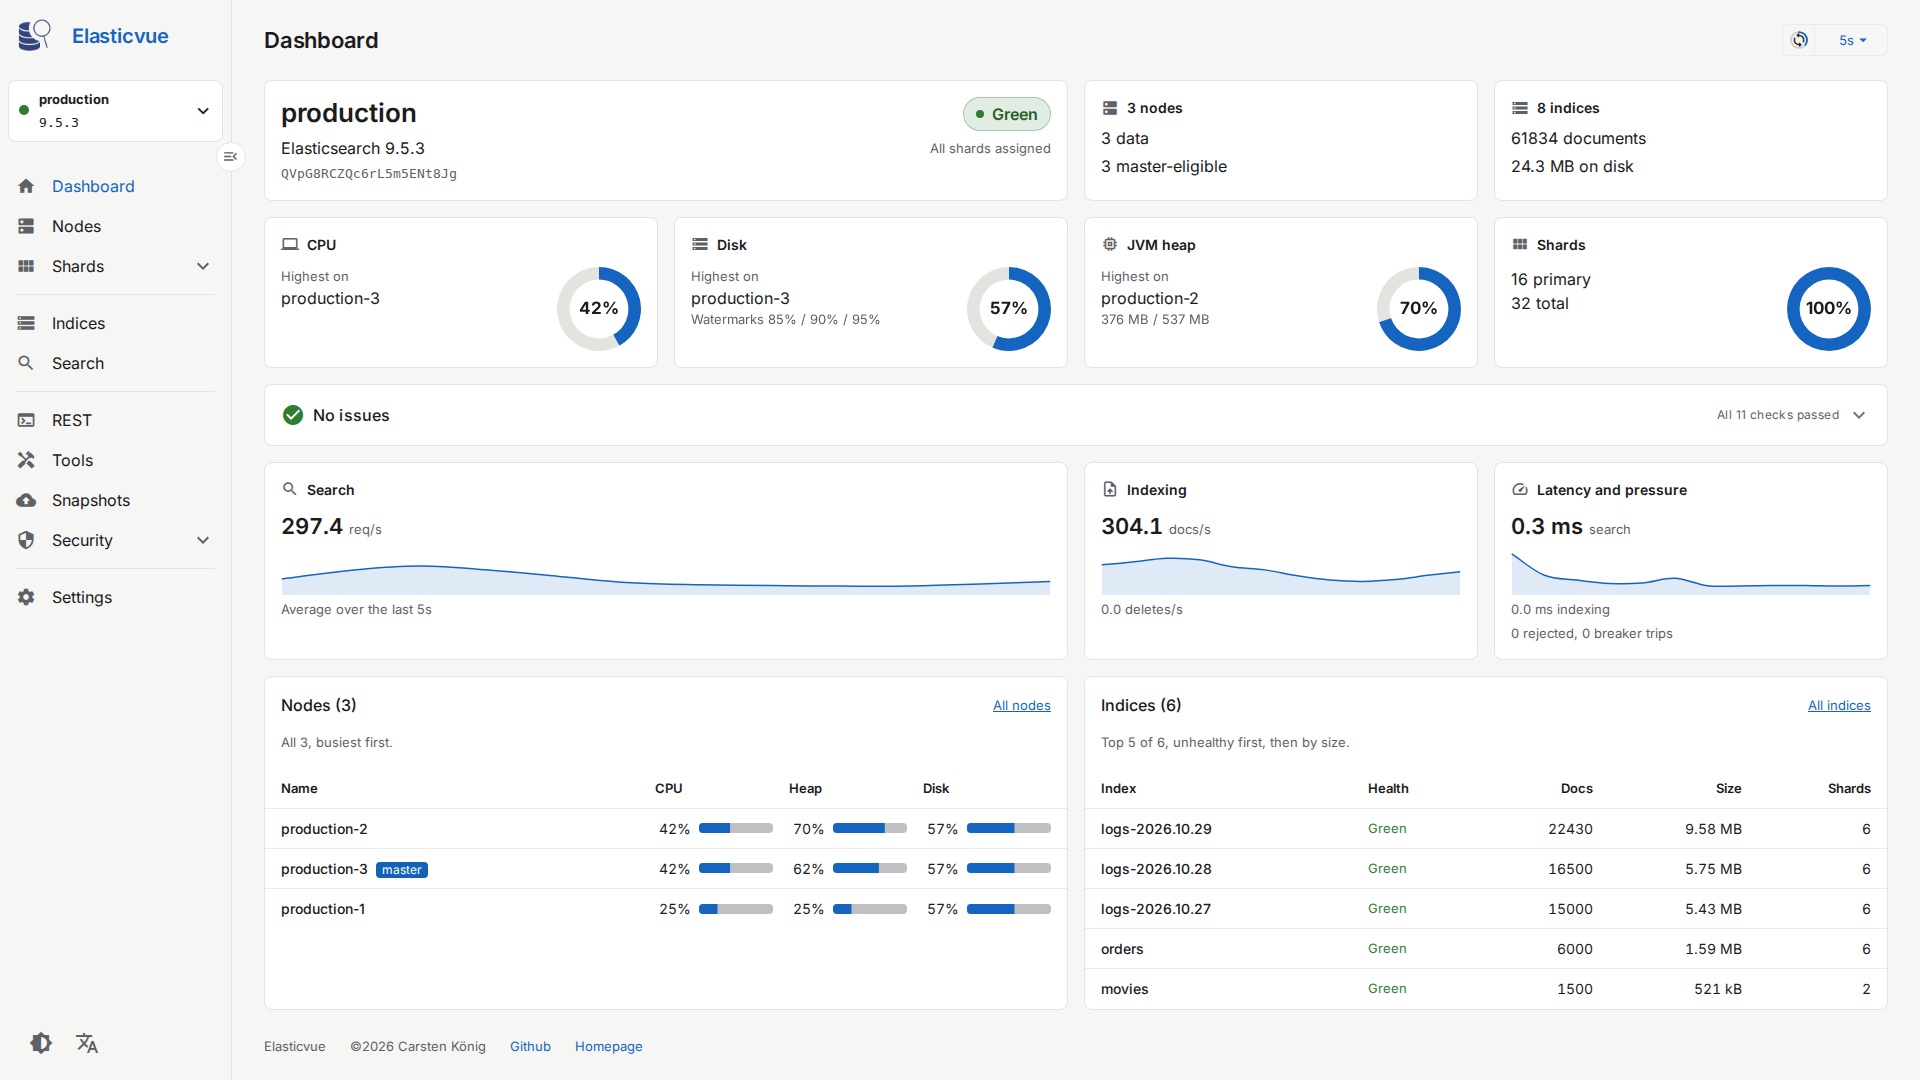 Elasticvue
production
9.5.3
Dashboard
Nodes
Shards
Indices
Search
REST
Tools
Snapshots
Security
Settings
Dashboard
5s
production
Green
Elasticsearch 9.5.3
All shards assigned
QVpG8RCZQc6rL5m5ENt8Jg
3 nodes
3 data
3 master-eligible
8 indices
61834 documents
24.3 MB on disk
CPU
Highest on
production-3
42%
Disk
Highest on
production-3
Watermarks 85% / 90% / 95%
57%
JVM heap
Highest on
production-2
376 MB / 537 MB
70%
Shards
16 primary
32 total
100%
No issues
All 11 checks passed
Search
297.4 req/s
Average over the last 5s
Indexing
304.1 docs/s
0.0 deletes/s
Latency and pressure
0.3 ms search
0.0 ms indexing
0 rejected, 0 breaker trips
Nodes (3)
All nodes
All 3, busiest first.
Name CPU Heap Disk
production-2 42% 70% 57%
production-3 master 42% 62% 57%
production-1 25% 25% 57%
Indices (6)
All indices
Top 5 of 6, unhealthy first, then by size.
Index Health Docs Size Shards
logs-2026.10.29 Green 22430 9.58 MB 6
logs-2026.10.28 Green 16500 5.75 MB 6
logs-2026.10.27 Green 15000 5.43 MB 6
orders Green 6000 1.59 MB 6
movies Green 1500 521 kB 2
Elasticvue ©2026 Carsten König Github Homepage